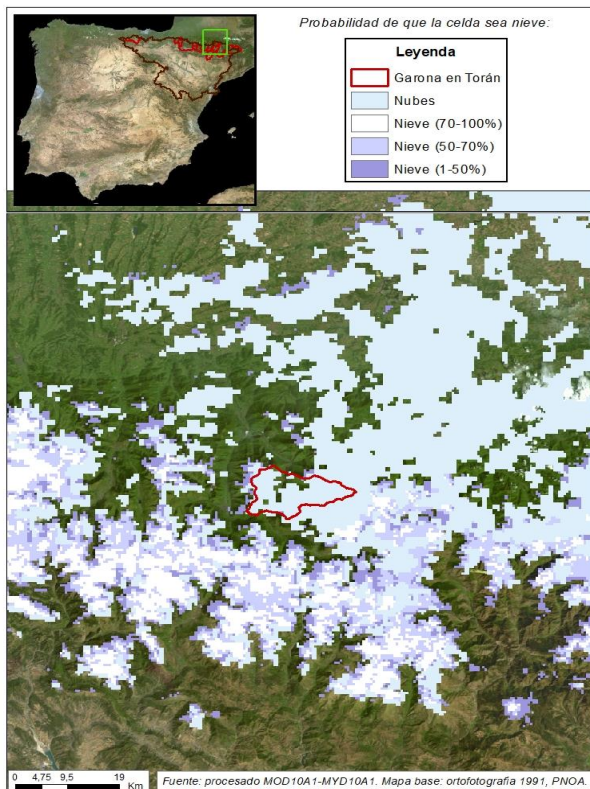 Probabilidad de que la celda sea nieve:
Leyenda
Garona en Torán
Nubes
Nieve (70-100%)
Nieve (50-70%)
Nieve (1-50%)
0 4,75 9,5 19
Km
Fuente: procesado MOD10A1-MYD10A1. Mapa base: ortofotografía 1991, PNOA.